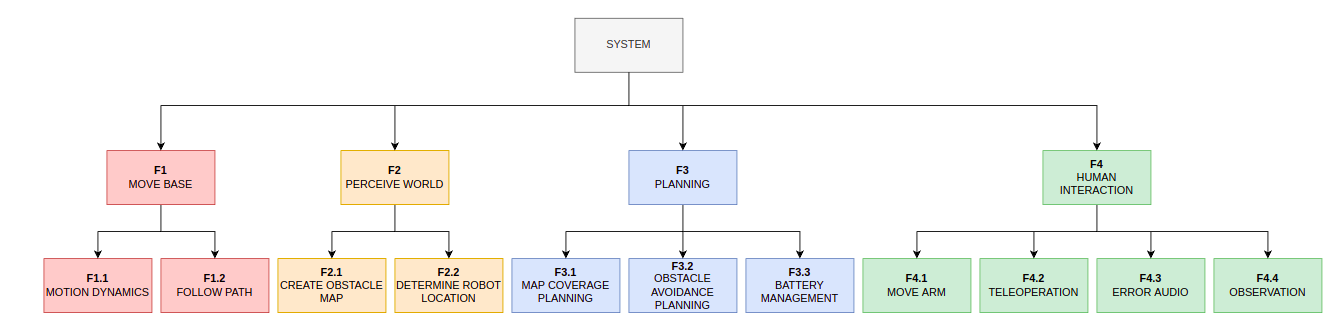 SYSTEM
F1
MOVE BASE
F2
PERCEIVE WORLD
F3
PLANNING
F4
HUMAN
INTERACTION
F1.1
MOTION DYNAMICS
F1.2
FOLLOW PATH
F2.1
CREATE OBSTACLE
MAP
F2.2
DETERMINE ROBOT
LOCATION
F3.1
MAP COVERAGE
PLANNING
F3.2
OBSTACLE
AVOIDANCE
PLANNING
F3.3
BATTERY
MANAGEMENT
F4.1
MOVE ARM
F4.2
TELEOPERATION
F4.3
ERROR AUDIO
F4.4
OBSERVATION